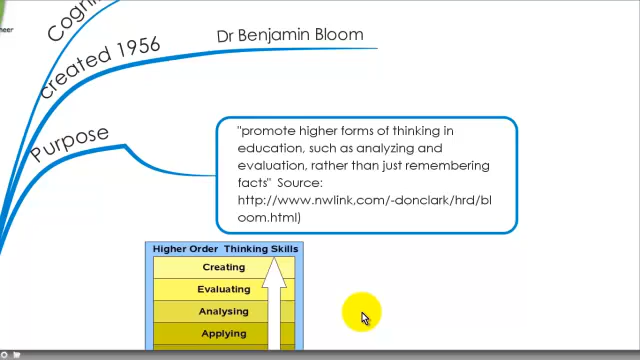 heer
Cogni
created 1956
Dr Benjamin Bloom
Purpose
"promote higher forms of thinking in
education, such as analyzing and
evaluation, rather than just remembering
facts" Source:
http://www.nwlink,com/-donclark/hrd/bl
oom.html)
Higher Order Thinking Skills
Creating
Evaluating
Analysing
Applying